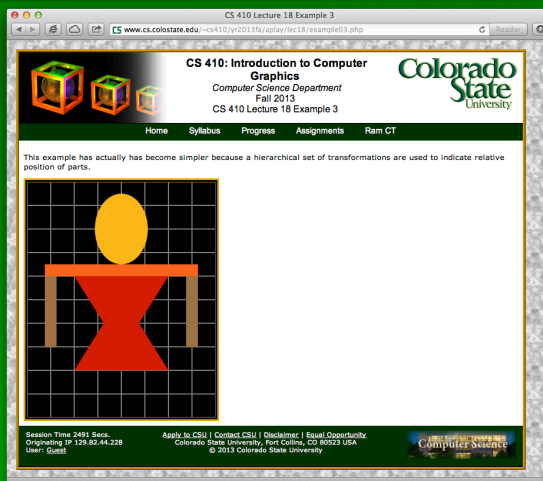 CS 410 Lecture 18 Example 3
www.cs.colostate.edu/~cs410/yr2013fa/aplay/lec18/example03.php
Reader
CS 410: Introduction to Computer
Graphics
Computer Science Department
Fall 2013
CS 410 Lecture 18 Example 3
Colorado
State
University
Home Syllabus Progress Assignments Ram CT
This example has actually has become simpler because a hierarchical set of transformations are used to indicate relative
position of parts.
Session Time 2491 Secs.
Originating IP 129.82.44.228
User: Guest
Apply to CSU | Contact CSU | Disclaimer | Equal Opportunity
Colorado State University, Fort Collins, CO 80523 USA
© 2013 Colorado State University
Computer Science